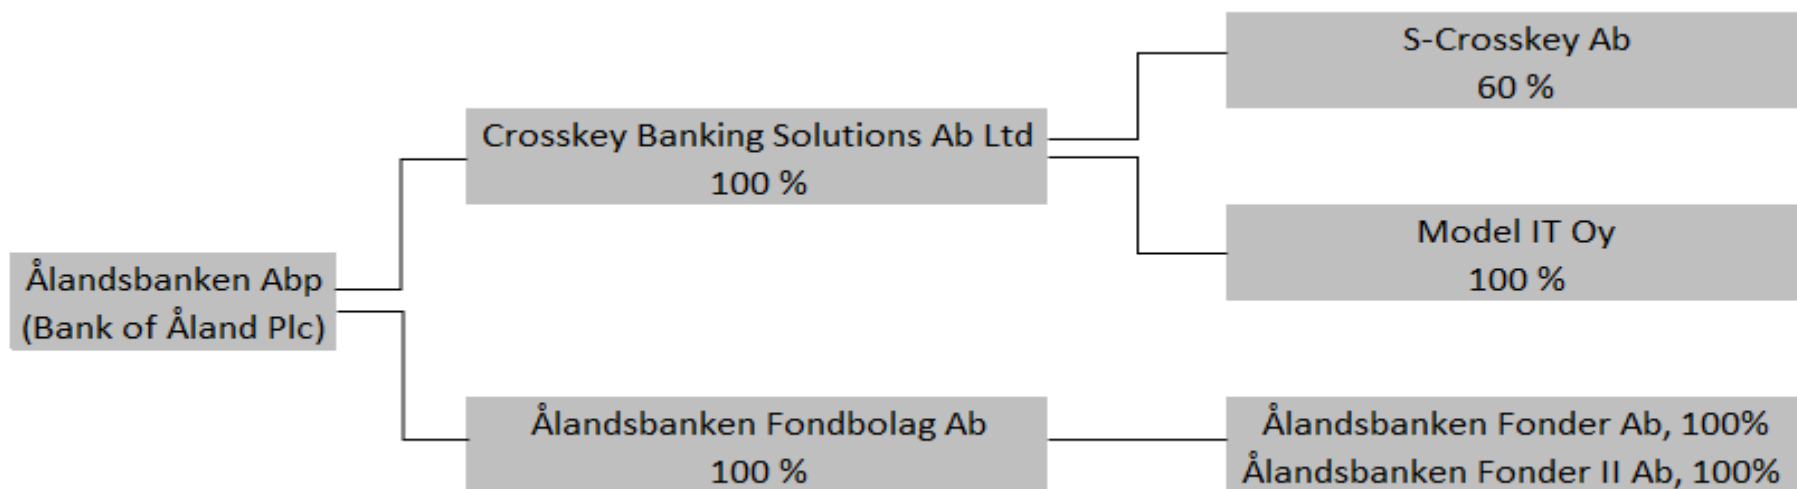 S-Crosskey Ab
60 %
Crosskey Banking Solutions Ab Ltd
100 %
Model IT Oy
100 %
Ålandsbanken Abp
(Bank of Åland Plc)
Ålandsbanken Fondbolag Ab
100 %
Ålandsbanken Fonder Ab, 100%
Ålandsbanken Fonder II Ab, 100%